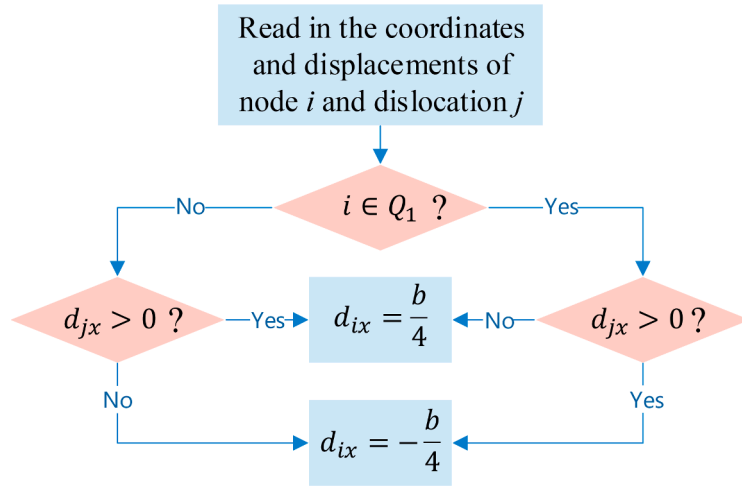 Read in the coordinates
and displacements of
node i and dislocation j
i ∈ Q₁ ?
No
Yes
dⱼₓ > 0 ?
Yes
dᵢₓ = b/4
No
dⱼₓ > 0 ?
No
Yes
dᵢₓ = −b/4